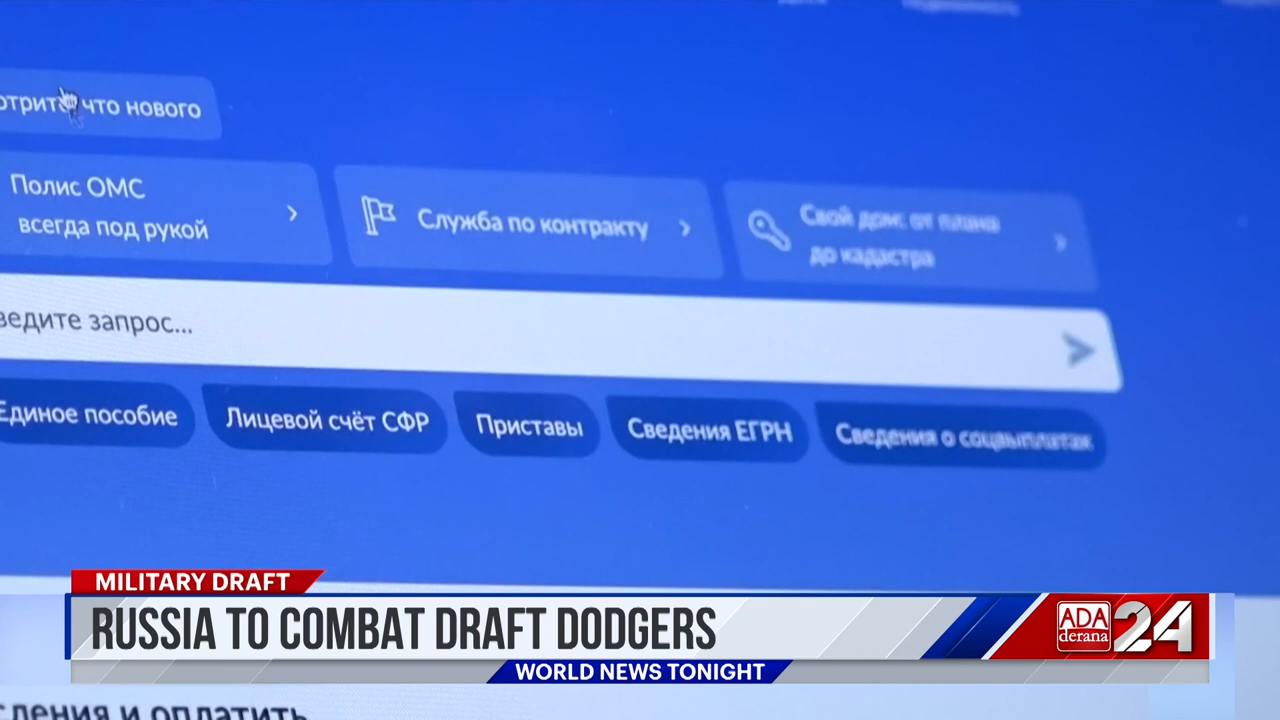 отрите что нового
Полис ОМС
всегда под рукой
Служба по контракту
Свой дом: от плана
до кадастра
ведите запрос...
Единое пособие
Лицевой счёт СФР
Приставы
Сведения ЕГРН
Сведения о соцвыплатах
MILITARY DRAFT
RUSSIA TO COMBAT DRAFT DODGERS
ADA
derana
24
WORLD NEWS TONIGHT
сления и оплатить